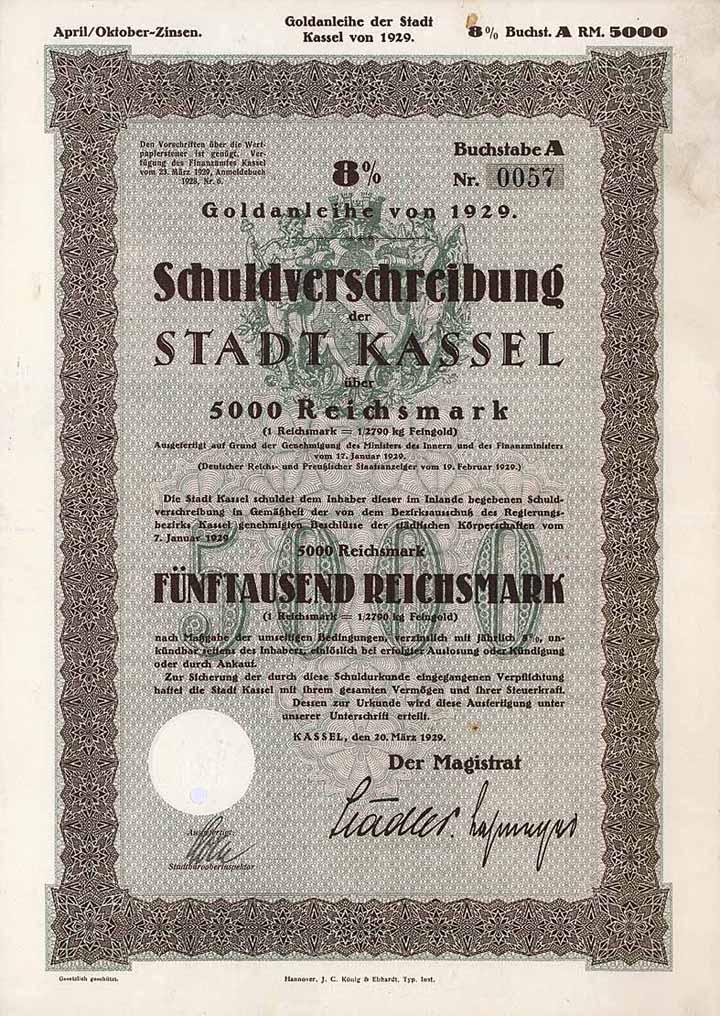 April/Oktober-Zinsen.
Goldanleihe der Stadt
Kassel von 1929.
8% Buchst. A RM. 5000
Den Vorschriften über die Wert-
papiersteuer ist genügt. Ver-
fügung des Finanzamtes Kassel
vom 23. März 1929, Anmeldebuch
1928, Nr. 6.
Buchstabe A
Nr. 0057
8%
Goldanleihe von 1929.
Schuldverschreibung
der
STADT KASSEL
über
5000 Reichsmark
(1 Reichsmark = 1/2790 kg Feingold)
Ausgefertigt auf Grund der Genehmigung des Ministers des Innern und des Finanzministers
vom 17. Januar 1929.
(Deutscher Reichs- und Preußischer Staatsanzeiger vom 19. Februar 1929.)
Die Stadt Kassel schuldet dem Inhaber dieser im Inlande begebenen Schuld-
verschreibung in Gemäßheit der von dem Bezirksausschuß des Regierungs-
bezirks Kassel genehmigten Beschlüsse der städtischen Körperschaften vom
7. Januar 1929
5000 Reichsmark
5000
FÜNFTAUSEND REICHSMARK
(1 Reichsmark = 1/2790 kg Feingold)
nach Maßgabe der umseitigen Bedingungen, verzinslich mit jährlich 8%, un-
kündbar seitens des Inhabers, einlöslich bei erfolgter Auslosung oder Kündigung
oder durch Ankauf.
Zur Sicherung der durch diese Schuldurkunde eingegangenen Verpflichtung
haftet die Stadt Kassel mit ihrem gesamten Vermögen und ihrer Steuerkraft.
Dessen zur Urkunde wird diese Ausfertigung unter
unserer Unterschrift erteilt.
KASSEL, den 20. März 1929.
Der Magistrat
Stadler.
Ausgefertigt:
Stadtbürooberinspektor
Gesetzlich geschützt.
Hannover, J. C. König & Ebhardt, Typ. Inst.